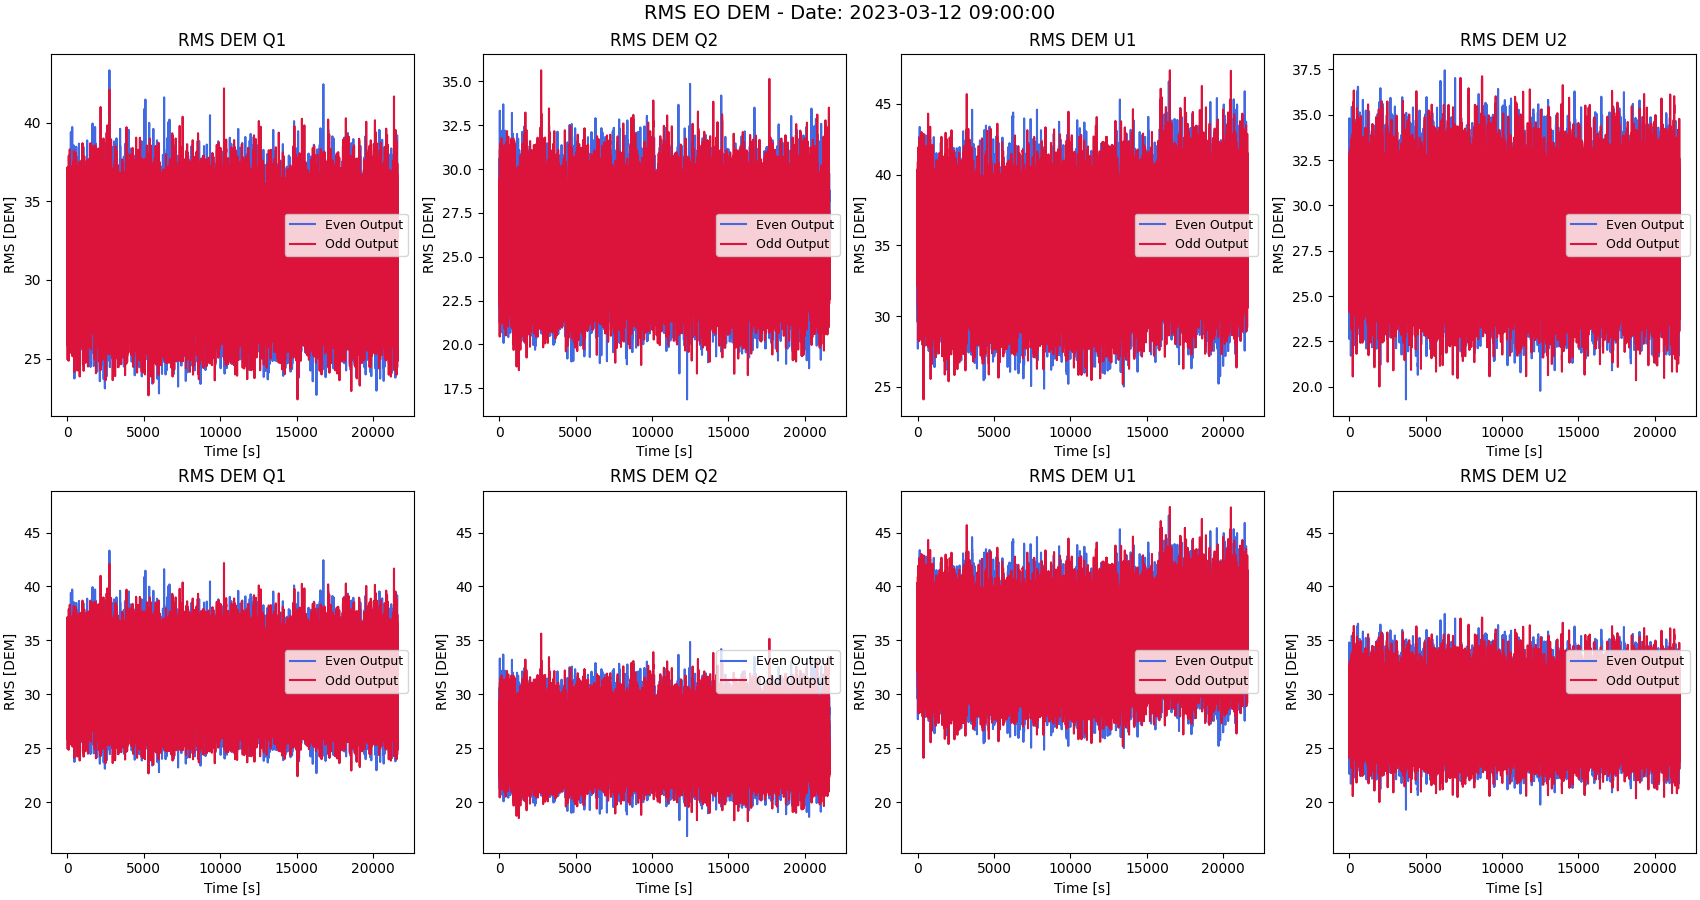 RMS EO DEM - Date: 2023-03-12 09:00:00
RMS DEM Q1
RMS [DEM]
40
35
30
25
Even Output
Odd Output
0 5000 10000 15000 20000
Time [s]
RMS DEM Q2
RMS [DEM]
35.0
32.5
30.0
27.5
25.0
22.5
20.0
17.5
Even Output
Odd Output
0 5000 10000 15000 20000
Time [s]
RMS DEM U1
RMS [DEM]
45
40
35
30
25
Even Output
Odd Output
0 5000 10000 15000 20000
Time [s]
RMS DEM U2
RMS [DEM]
37.5
35.0
32.5
30.0
27.5
25.0
22.5
20.0
Even Output
Odd Output
0 5000 10000 15000 20000
Time [s]
RMS DEM Q1
RMS [DEM]
45
40
35
30
25
20
Even Output
Odd Output
0 5000 10000 15000 20000
Time [s]
RMS DEM Q2
RMS [DEM]
45
40
35
30
25
20
Even Output
Odd Output
0 5000 10000 15000 20000
Time [s]
RMS DEM U1
RMS [DEM]
45
40
35
30
25
20
Even Output
Odd Output
0 5000 10000 15000 20000
Time [s]
RMS DEM U2
RMS [DEM]
45
40
35
30
25
20
Even Output
Odd Output
0 5000 10000 15000 20000
Time [s]